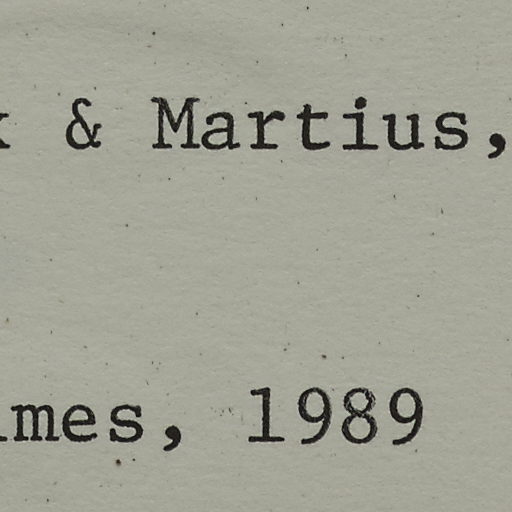 & Martius,
mes, 1989